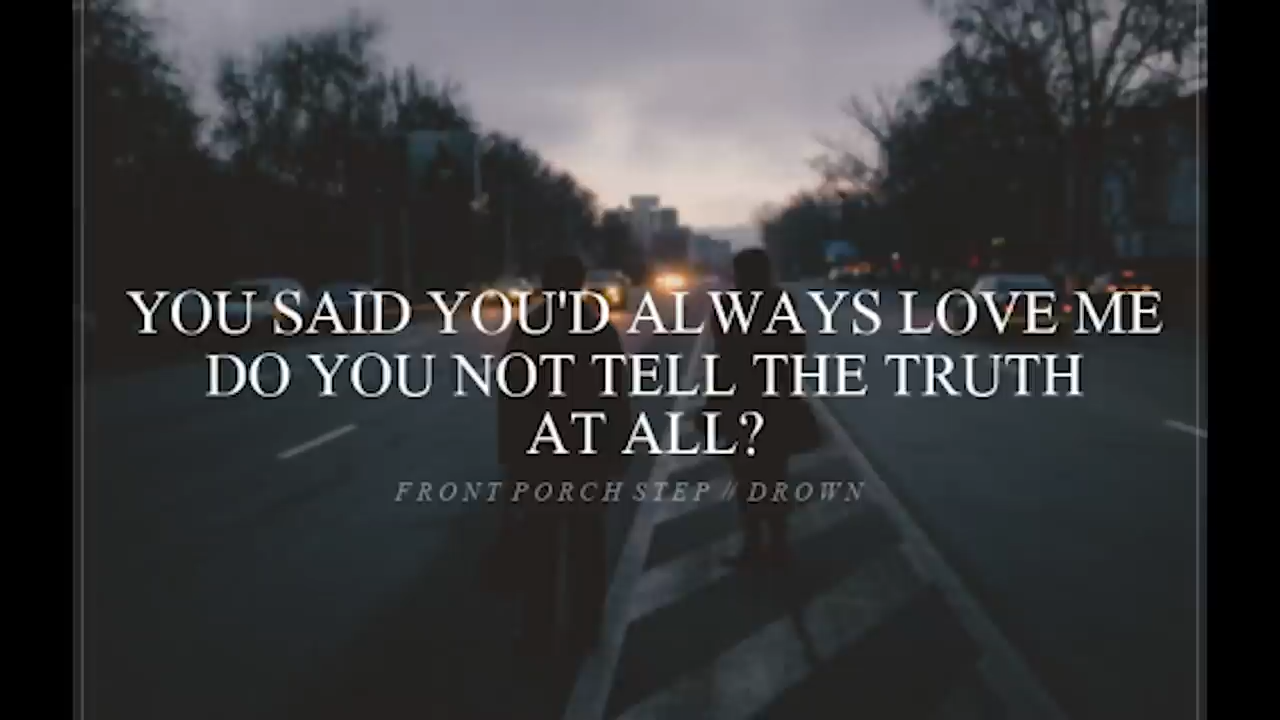 YOU SAID YOU'D ALWAYS LOVE ME
DO YOU NOT TELL THE TRUTH
AT ALL?
FRONT PORCH STEP // DROWN